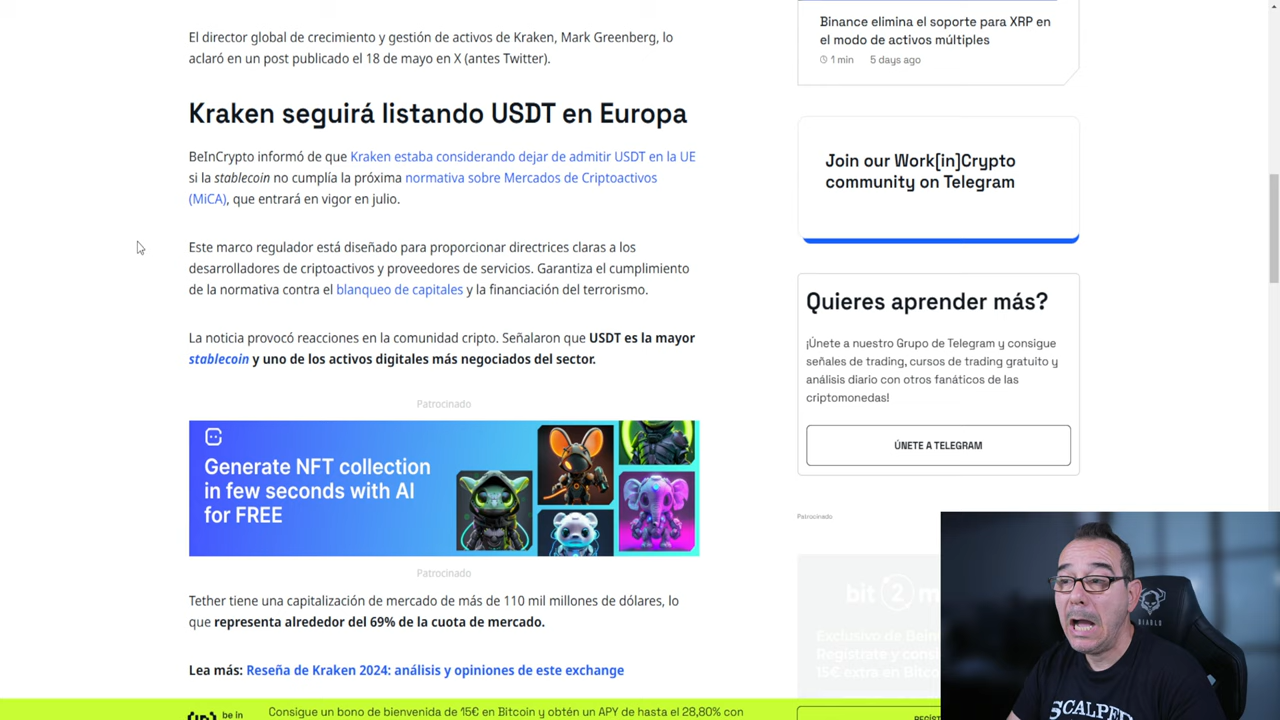 El director global de crecimiento y gestión de activos de Kraken, Mark Greenberg, lo
aclaró en un post publicado el 18 de mayo en X (antes Twitter).
Kraken seguirá listando USDT en Europa
BeInCrypto informó de que Kraken estaba considerando dejar de admitir USDT en la UE
si la stablecoin no cumplía la próxima normativa sobre Mercados de Criptoactivos
(MiCA), que entrará en vigor en julio.
Este marco regulador está diseñado para proporcionar directrices claras a los
desarrolladores de criptoactivos y proveedores de servicios. Garantiza el cumplimiento
de la normativa contra el blanqueo de capitales y la financiación del terrorismo.
La noticia provocó reacciones en la comunidad cripto. Señalaron que USDT es la mayor
stablecoin y uno de los activos digitales más negociados del sector.
Patrocinado
Generate NFT collection
in few seconds with AI
for FREE
Patrocinado
Tether tiene una capitalización de mercado de más de 110 mil millones de dólares, lo
que representa alrededor del 69% de la cuota de mercado.
Lea más: Reseña de Kraken 2024: análisis y opiniones de este exchange
be in
Consigue un bono de bienvenida de 15€ en Bitcoin y obtén un APY de hasta el 28,80% con
Binance elimina el soporte para XRP en
el modo de activos múltiples
1 min 5 days ago
Join our Work[in]Crypto
community on Telegram
Quieres aprender más?
¡Únete a nuestro Grupo de Telegram y consigue
señales de trading, cursos de trading gratuito y
análisis diario con otros fanáticos de las
criptomonedas!
ÚNETE A TELEGRAM
Patrocinado
bit 2 m
Exclusivo de
Regístrate y
15€ extra en
DIABLO